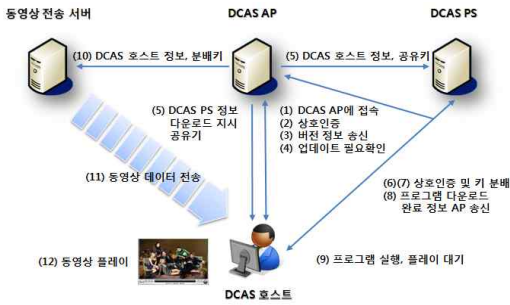 동영상 전송 서버
DCAS AP
DCAS PS
(10) DCAS 호스트 정보, 분배키
(5) DCAS 호스트 정보, 공유키
(5) DCAS PS 정보
다운로드 지시
공유기
(1) DCAS AP에 접속
(2) 상호인증
(3) 버전 정보 송신
(4) 업데이트 필요확인
(11) 동영상 데이터 전송
(6)(7) 상호인증 및 키 분배
(8) 프로그램 다운로드
완료 정보 AP 송신
(12) 동영상 플레이
(9) 프로그램 실행, 플레이 대기
DCAS 호스트